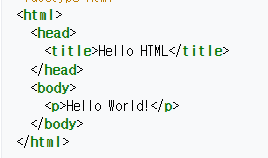 <html>
  <head>
    <title>Hello HTML</title>
  </head>
  <body>
    <p>Hello World!</p>
  </body>
</html>